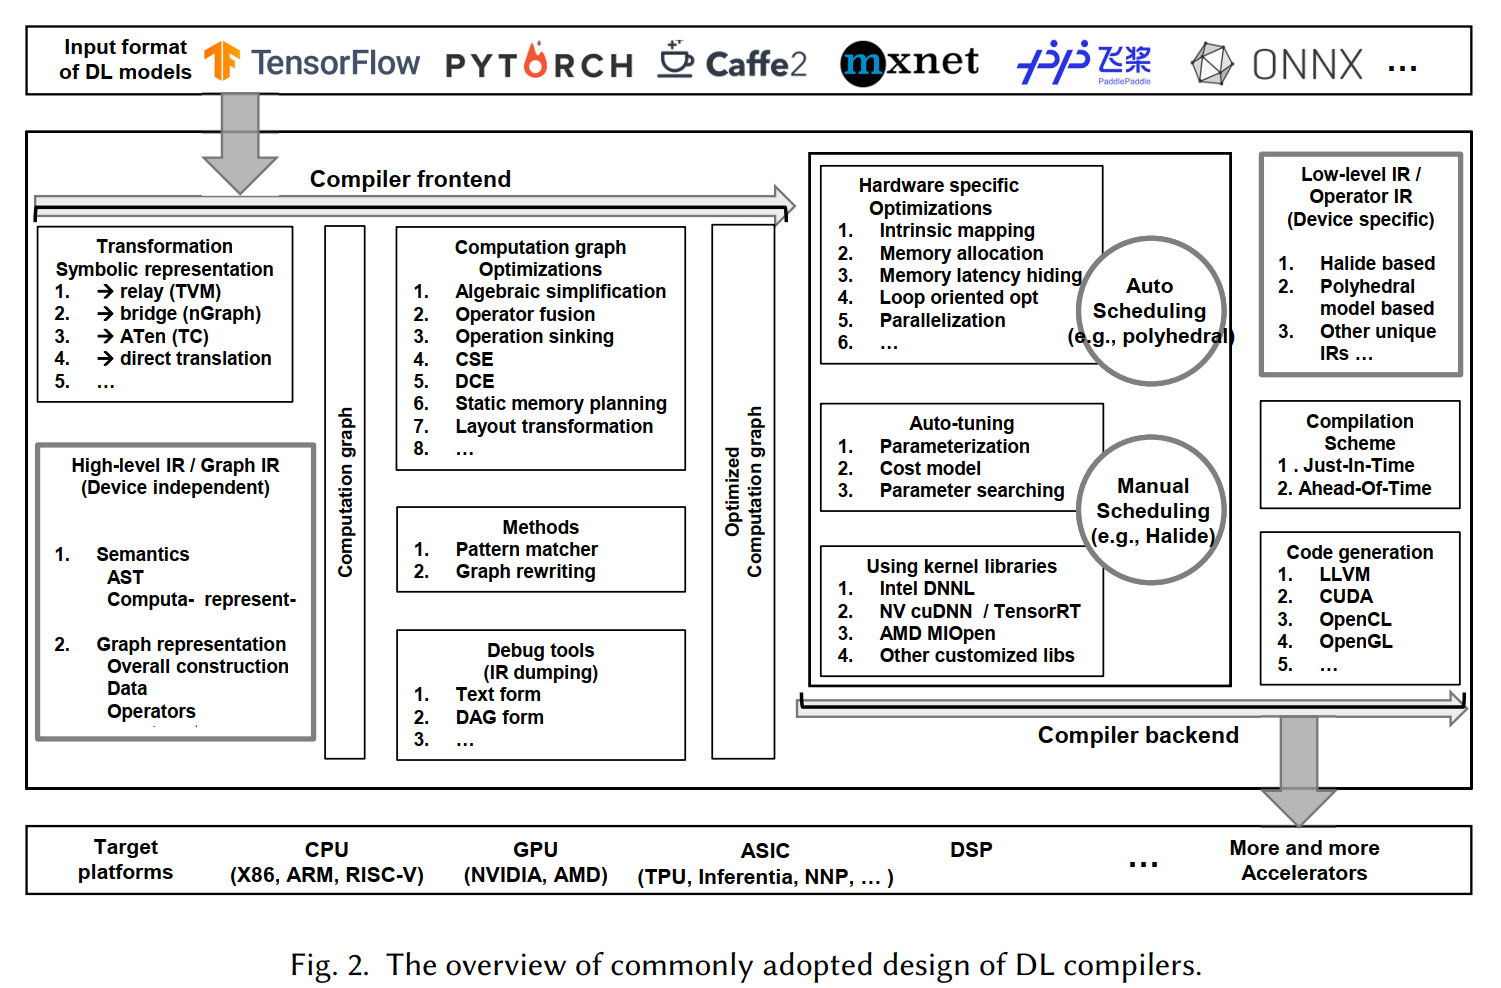 Input format
of DL models
TensorFlow
PYTORCH
Caffe2
mxnet
飞桨
PaddlePaddle
ONNX
...
Compiler frontend
Transformation
Symbolic representation
1. → relay (TVM)
2. → bridge (nGraph)
3. → ATen (TC)
4. → direct translation
5. ...
High-level IR / Graph IR
(Device independent)
1. Semantics
AST
Computa- represent-
2. Graph representation
Overall construction
Data
Operators
Computation graph
Computation graph
Optimizations
1. Algebraic simplification
2. Operator fusion
3. Operation sinking
4. CSE
5. DCE
6. Static memory planning
7. Layout transformation
8. ...
Methods
1. Pattern matcher
2. Graph rewriting
Debug tools
(IR dumping)
1. Text form
2. DAG form
3. ...
Optimized
Computation graph
Hardware specific
Optimizations
1. Intrinsic mapping
2. Memory allocation
3. Memory latency hiding
4. Loop oriented opt
5. Parallelization
6. ...
Auto
Scheduling
(e.g., polyhedral)
Auto-tuning
1. Parameterization
2. Cost model
3. Parameter searching
Manual
Scheduling
(e.g., Halide)
Using kernel libraries
1. Intel DNNL
2. NV cuDNN / TensorRT
3. AMD MIOpen
4. Other customized libs
Low-level IR /
Operator IR
(Device specific)
1. Halide based
2. Polyhedral
model based
3. Other unique
IRs ...
Compilation
Scheme
1 . Just-In-Time
2. Ahead-Of-Time
Code generation
1. LLVM
2. CUDA
3. OpenCL
4. OpenGL
5. ...
Compiler backend
Target
platforms
CPU
(X86, ARM, RISC-V)
GPU
(NVIDIA, AMD)
ASIC
(TPU, Inferentia, NNP, ... )
DSP
...
More and more
Accelerators
Fig. 2. The overview of commonly adopted design of DL compilers.